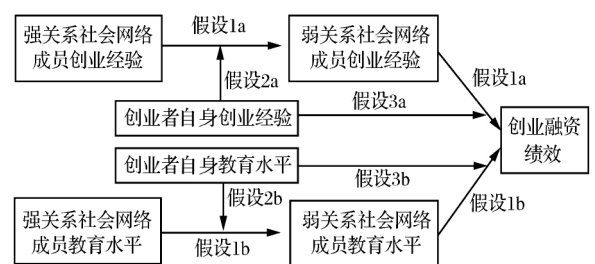 强关系社会网络
成员创业经验
假设1a
弱关系社会网络
成员创业经验
假设1a
假设2a
假设3a
创业者自身创业经验
创业融资
绩效
创业者自身教育水平
假设3b
假设2b
假设1b
强关系社会网络
成员教育水平
假设1b
弱关系社会网络
成员教育水平